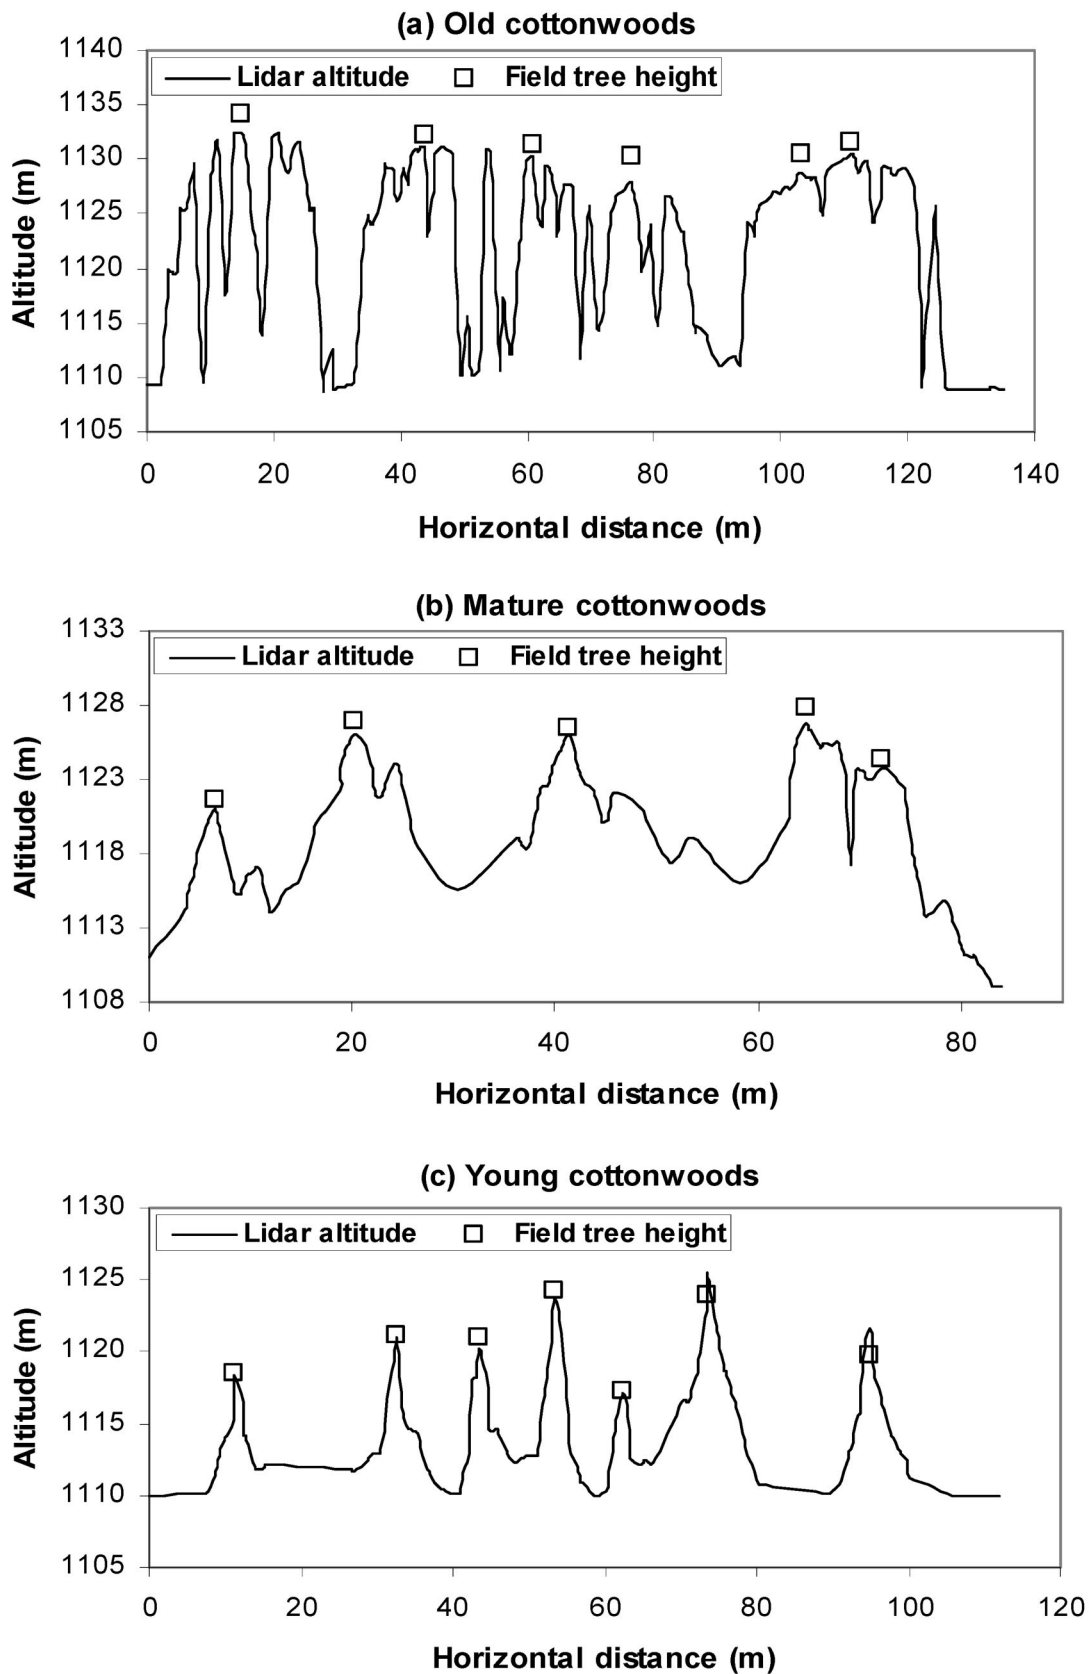 (a) Old cottonwoods
1140
1135
1130
1125
1120
1115
1110
1105
Altitude (m)
Lidar altitude Field tree height
0 20 40 60 80 100 120 140
Horizontal distance (m)
(b) Mature cottonwoods
1133
1128
1123
1118
1113
1108
Altitude (m)
Lidar altitude Field tree height
0 20 40 60 80
Horizontal distance (m)
(c) Young cottonwoods
1130
1125
1120
1115
1110
1105
Altitude (m)
Lidar altitude Field tree height
0 20 40 60 80 100 120
Horizontal distance (m)